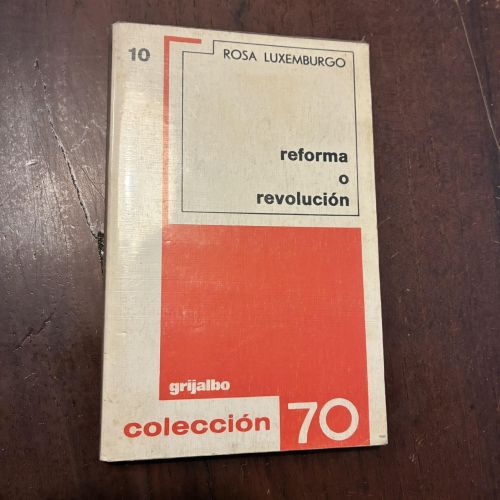 10
ROSA LUXEMBURGO
reforma
o
revolución
grijalbo
colección 70